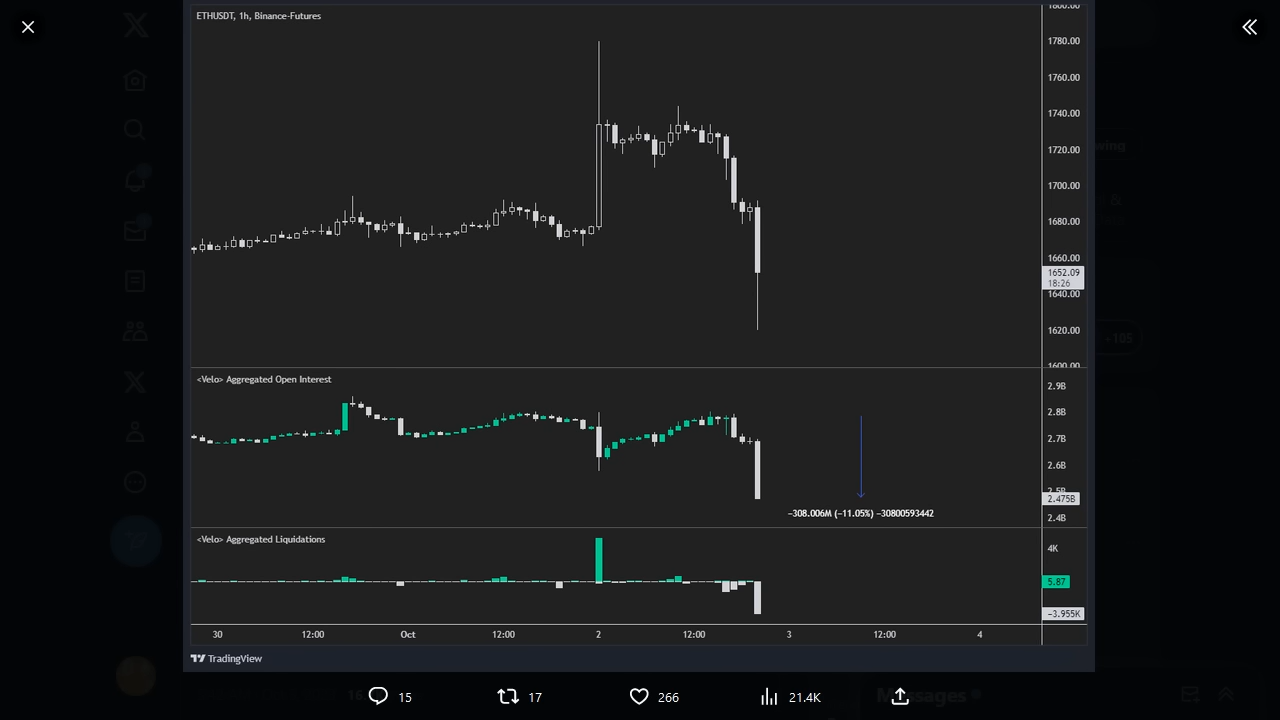 ETHUSDT, 1h, Binance-Futures
1800.00
1780.00
1760.00
1740.00
1720.00
1700.00
1680.00
1660.00
1652.09
18:26
1640.00
1620.00
1600.00
<Velo> Aggregated Open Interest
2.9B
2.8B
2.7B
2.6B
2.5B
2.475B
2.4B
−308.006M (−11.05%) −30800593442
<Velo> Aggregated Liquidations
4K
5.87
−3.955K
30 12:00 Oct 12:00 2 12:00 3 12:00 4
TradingView
15 17 266 21.4K
Messages